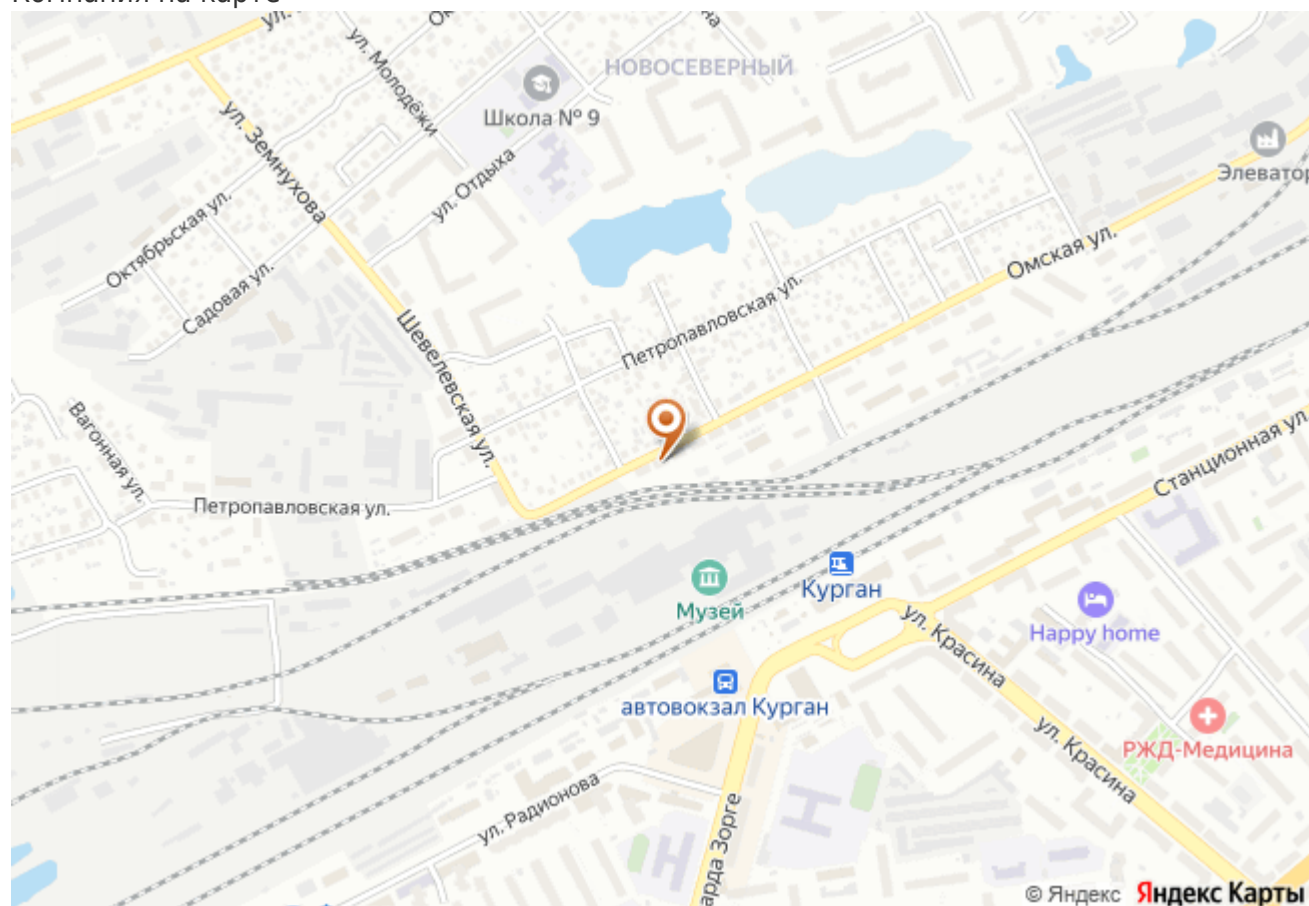 НОВОСЕВЕРНЫЙ
ул. Молодёжи
Школа № 9
ул. Земнухова
ул. Отдыха
Элеватор
Октябрьская ул.
Садовая ул.
Омская ул.
Петропавловская ул.
Шевелевская ул.
Вагонная ул.
Станционная ул
Петропавловская ул.
Курган
Музей
ул. Красина
Happy home
автовокзал Курган
ул. Красина
РЖД-Медицина
ул. Радионова
арда Зорге
© Яндекс Яндекс Карты